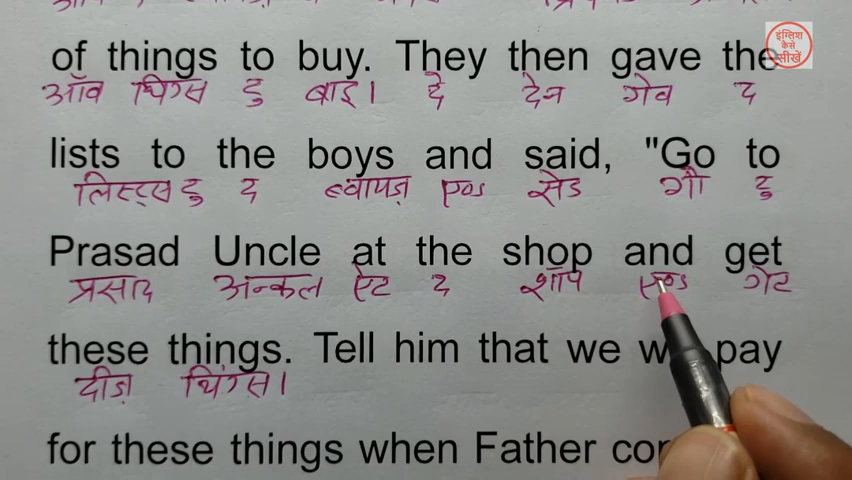 of things to buy. They then gave the
ऑव थिंग्स टु बाइ। दे देन गेव द
lists to the boys and said, "Go to
लिस्ट्स टु द ब्वायज़ एण्ड सेड गौ टु
Prasad Uncle at the shop and get
प्रसाद अन्कल ऐट द शॉप एण्ड गेट
these things. Tell him that we pay
दीज़ थिंग्स।
for these things when Father
इंग्लिश
कैसे
सीखें